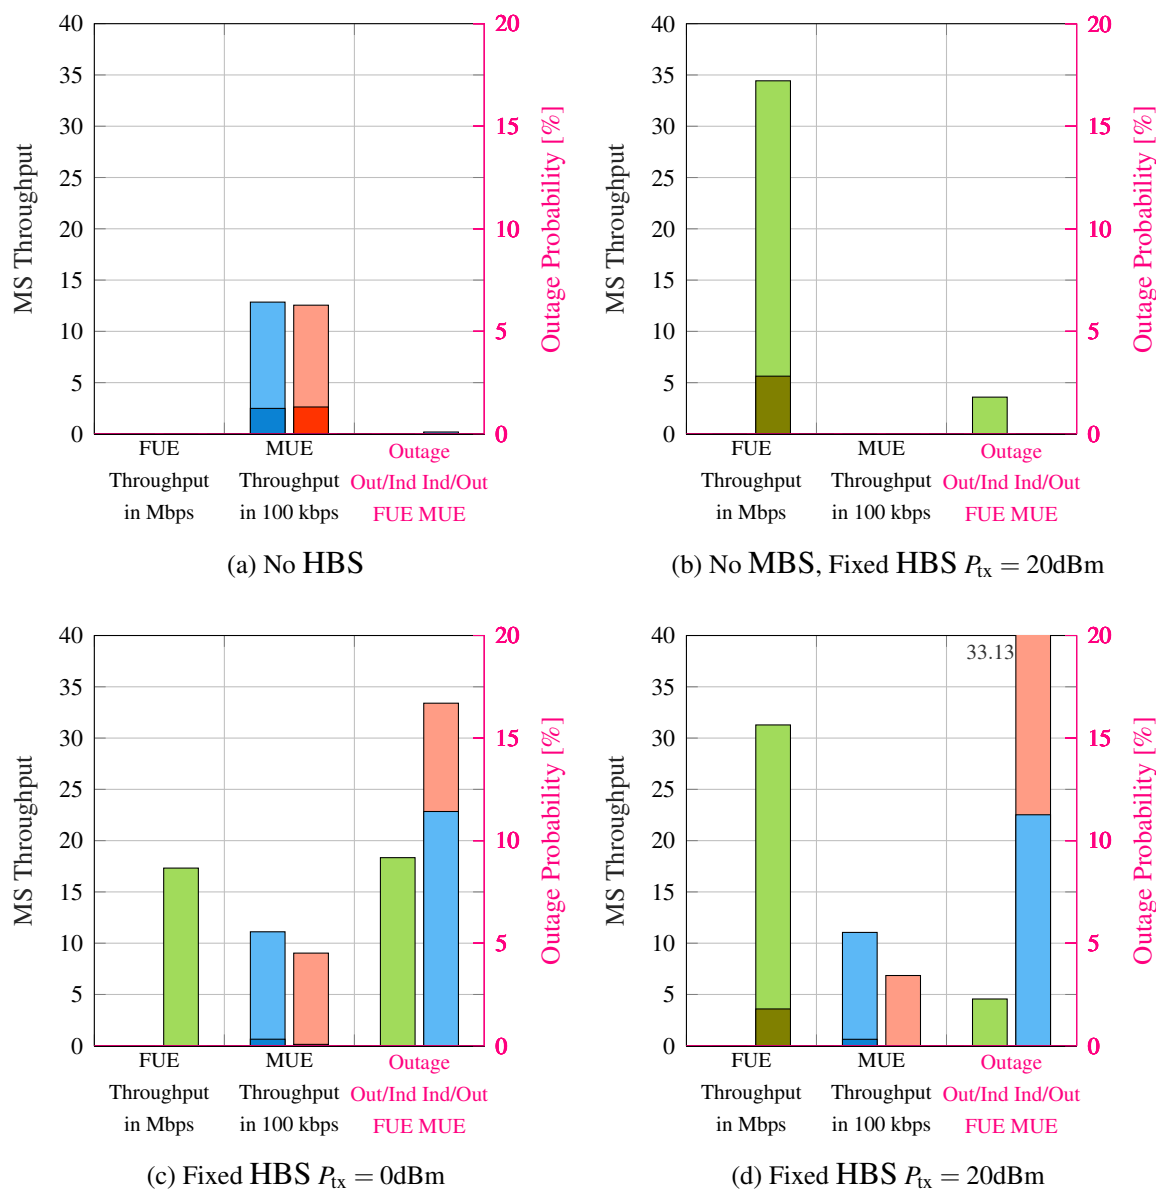 40
35
30
25
20
15
10
5
0
MS Throughput
20
15
10
5
0
Outage Probability [%]
FUE
Throughput
in Mbps
MUE
Throughput
in 100 kbps
Outage
Out/Ind Ind/Out
FUE MUE
(a) No HBS
40
35
30
25
20
15
10
5
0
MS Throughput
20
15
10
5
0
Outage Probability [%]
FUE
Throughput
in Mbps
MUE
Throughput
in 100 kbps
Outage
Out/Ind Ind/Out
FUE MUE
(b) No MBS, Fixed HBS Ptx = 20dBm
40
35
30
25
20
15
10
5
0
MS Throughput
20
15
10
5
0
Outage Probability [%]
FUE
Throughput
in Mbps
MUE
Throughput
in 100 kbps
Outage
Out/Ind Ind/Out
FUE MUE
(c) Fixed HBS Ptx = 0dBm
40
35
30
25
20
15
10
5
0
MS Throughput
33.13
20
15
10
5
0
Outage Probability [%]
FUE
Throughput
in Mbps
MUE
Throughput
in 100 kbps
Outage
Out/Ind Ind/Out
FUE MUE
(d) Fixed HBS Ptx = 20dBm